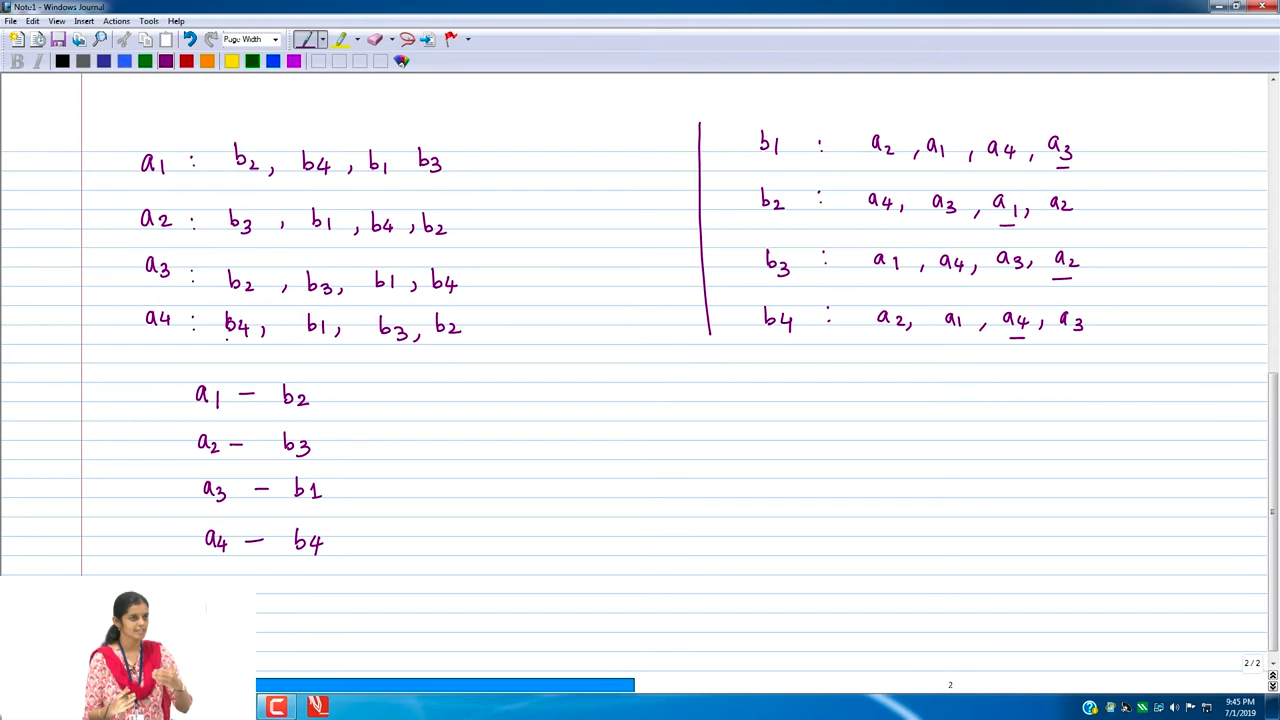 Note1 - Windows Journal
File Edit View Insert Actions Tools Help
Page Width
B I
a1 : b2, b4, b1 b3
a2 : b3 , b1 , b4 , b2
a3 : b2 , b3, b1 , b4
a4 : b4, b1, b3, b2
a1 - b2
a2 - b3
a3 - b1
a4 - b4
b1 : a2 , a1 , a4 , a3
b2 : a4, a3 , a1, a2
b3 : a1 , a4 , a3, a2
b4 : a2, a1 , a4 , a3
2 / 2
2
9:45 PM
7/1/2019